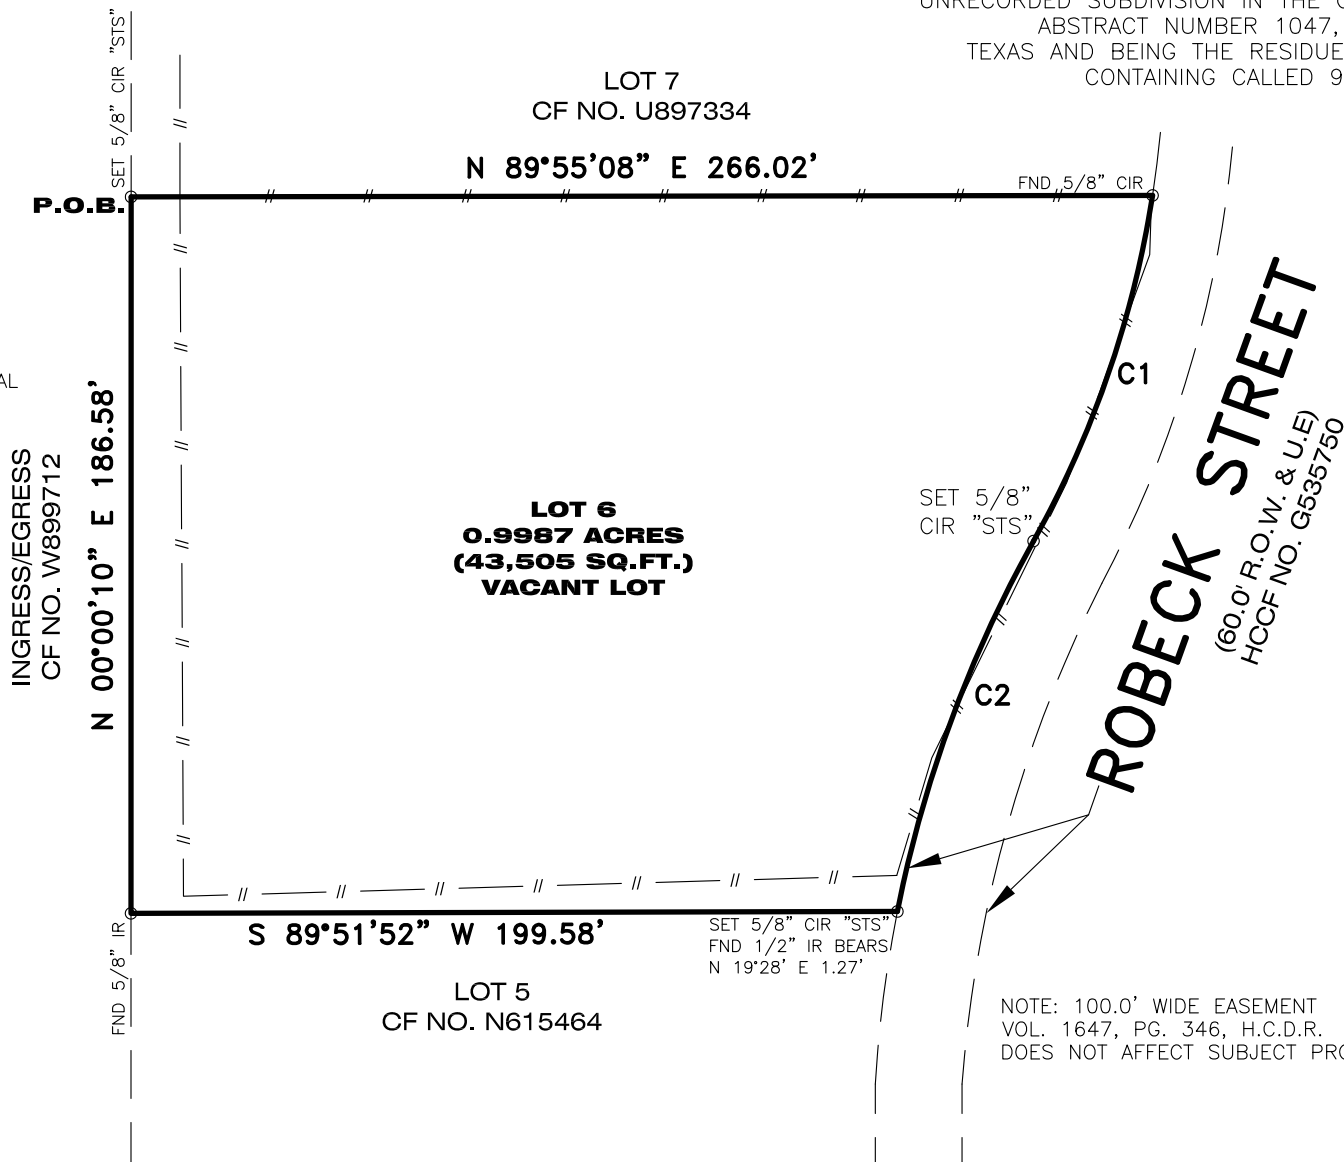 UNRECORDED SUBDIVISION IN THE
ABSTRACT NUMBER 1047,
TEXAS AND BEING THE RESIDUE
CONTAINING CALLED 9
SET 5/8" CIR "STS"
LOT 7
CF NO. U897334
N 89°55'08" E 266.02'
FND 5/8" CIR
P.O.B.
AL
INGRESS/EGRESS
CF NO. W899712
N 00°00'10" E 186.58'
C1
ROBECK STREET
(60.0' R.O.W. & U.E)
HCCF NO. G535750
SET 5/8"
CIR "STS"
LOT 6
0.9987 ACRES
(43,505 SQ.FT.)
VACANT LOT
C2
S 89°51'52" W 199.58'
SET 5/8" CIR "STS"
FND 1/2" IR BEARS
N 19°28' E 1.27'
FND 5/8" IR
LOT 5
CF NO. N615464
NOTE: 100.0' WIDE EASEMENT
VOL. 1647, PG. 346, H.C.D.R.
DOES NOT AFFECT SUBJECT PRO